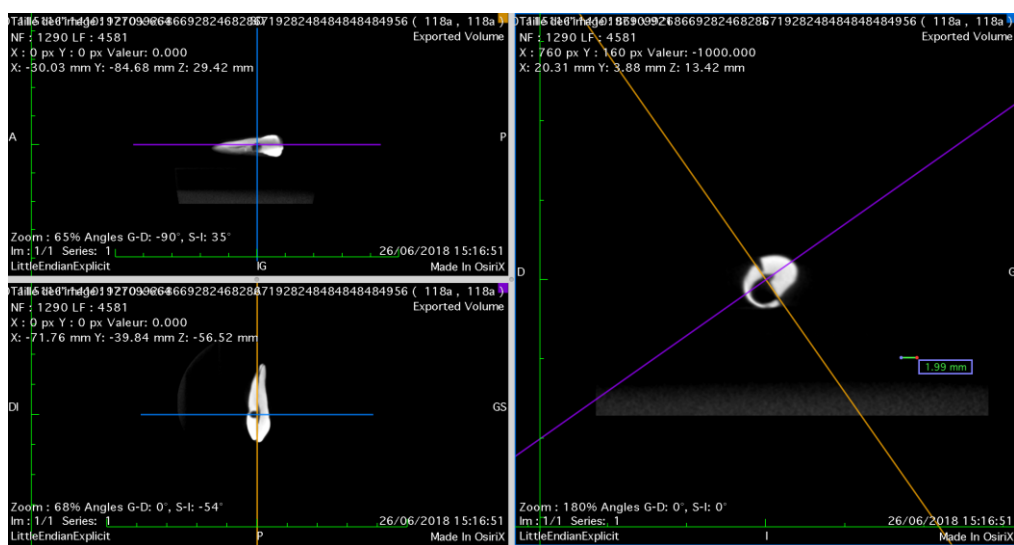 ( 118a , 118a )
NF : 1290 LF : 4581
Exported Volume
X : 0 px Y : 0 px Valeur: 0.000
X: -30.03 mm Y: -84.68 mm Z: 29.42 mm
A
P
Zoom : 65% Angles G-D: -90°, S-I: 35°
Im : 1/1 Series: 1
26/06/2018 15:16:51
LittleEndianExplicit
IG
Made In OsiriX
( 118a , 118a )
NF : 1290 LF : 4581
Exported Volume
X : 0 px Y : 0 px Valeur: 0.000
X: -71.76 mm Y: -39.84 mm Z: -56.52 mm
DI
GS
Zoom : 68% Angles G-D: 0°, S-I: -54°
Im : 1/1 Series: 1
26/06/2018 15:16:51
LittleEndianExplicit
P
Made In OsiriX
( 118a , 118a )
NF : 1290 LF : 4581
Exported Volume
X : 760 px Y : 160 px Valeur: -1000.000
X: 20.31 mm Y: 3.88 mm Z: 13.42 mm
D
G
1.99 mm
Zoom : 180% Angles G-D: 0°, S-I: 0°
Im : 1/1 Series: 1
26/06/2018 15:16:51
LittleEndianExplicit
I
Made In OsiriX